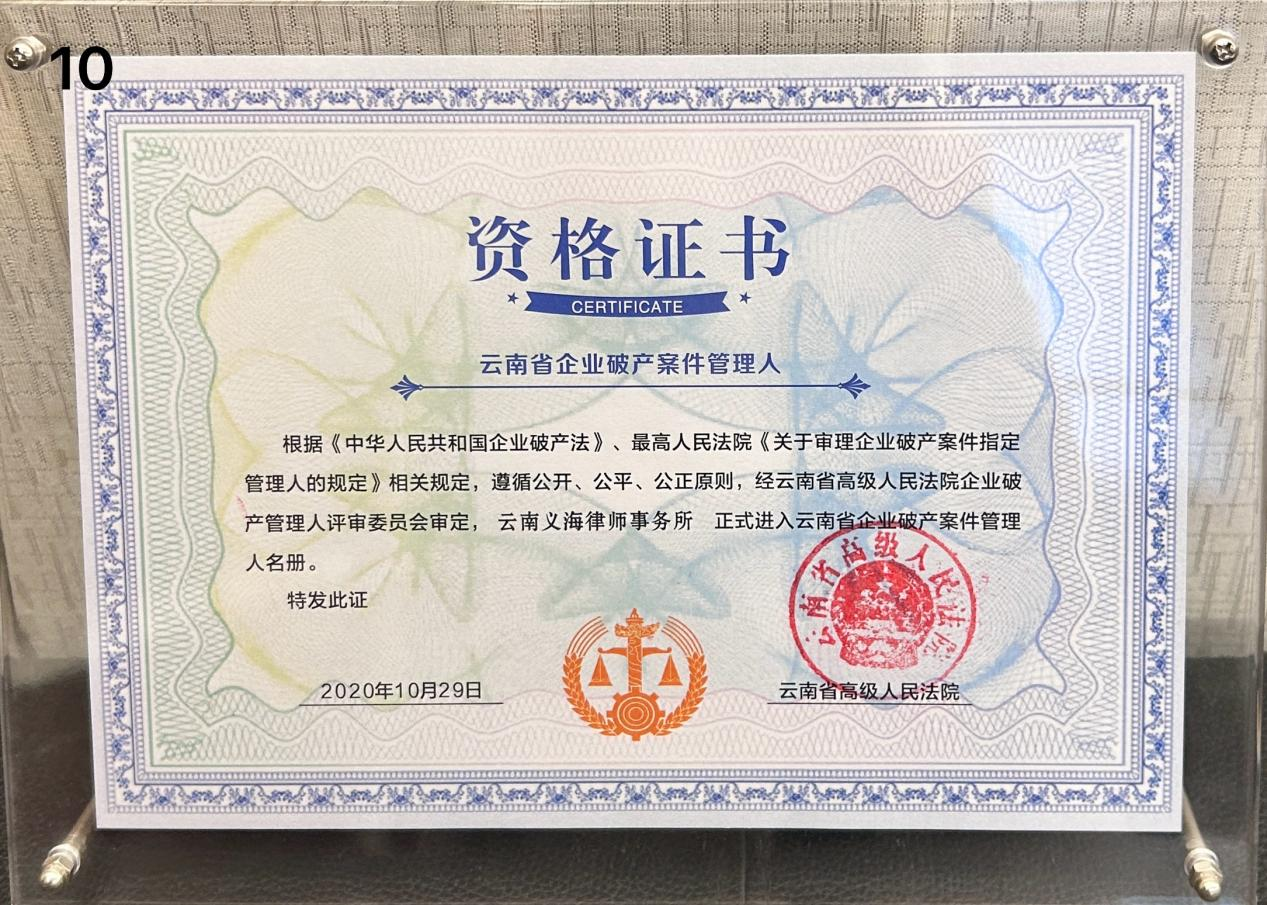 10
资格证书
CERTIFICATE
云南省企业破产案件管理人
根据《中华人民共和国企业破产法》、最高人民法院《关于审理企业破产案件指定
管理人的规定》相关规定，遵循公开、公平、公正原则，经云南省高级人民法院企业破
产管理人评审委员会审定， 云南义海律师事务所 正式进入云南省企业破产案件管理
人名册。
特发此证
云南省高级人民法院
2020年10月29日
云南省高级人民法院